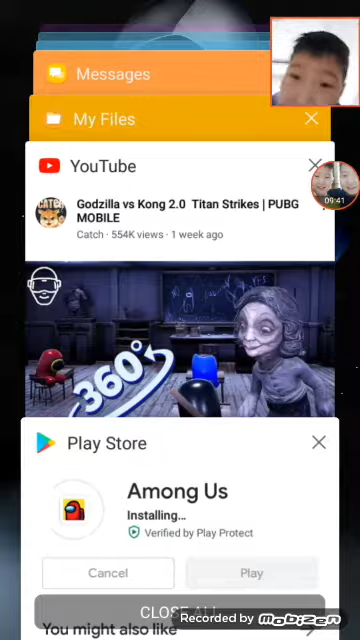 Messages
My Files
09:41
YouTube
Godzilla vs Kong 2.0 Titan Strikes | PUBG
MOBILE
Catch · 554K views · 1 week ago
CATCH
360°
Play Store
Among Us
Installing...
Verified by Play Protect
Cancel
Play
CLOSE ALL
Recorded by Mobizen
You might also like